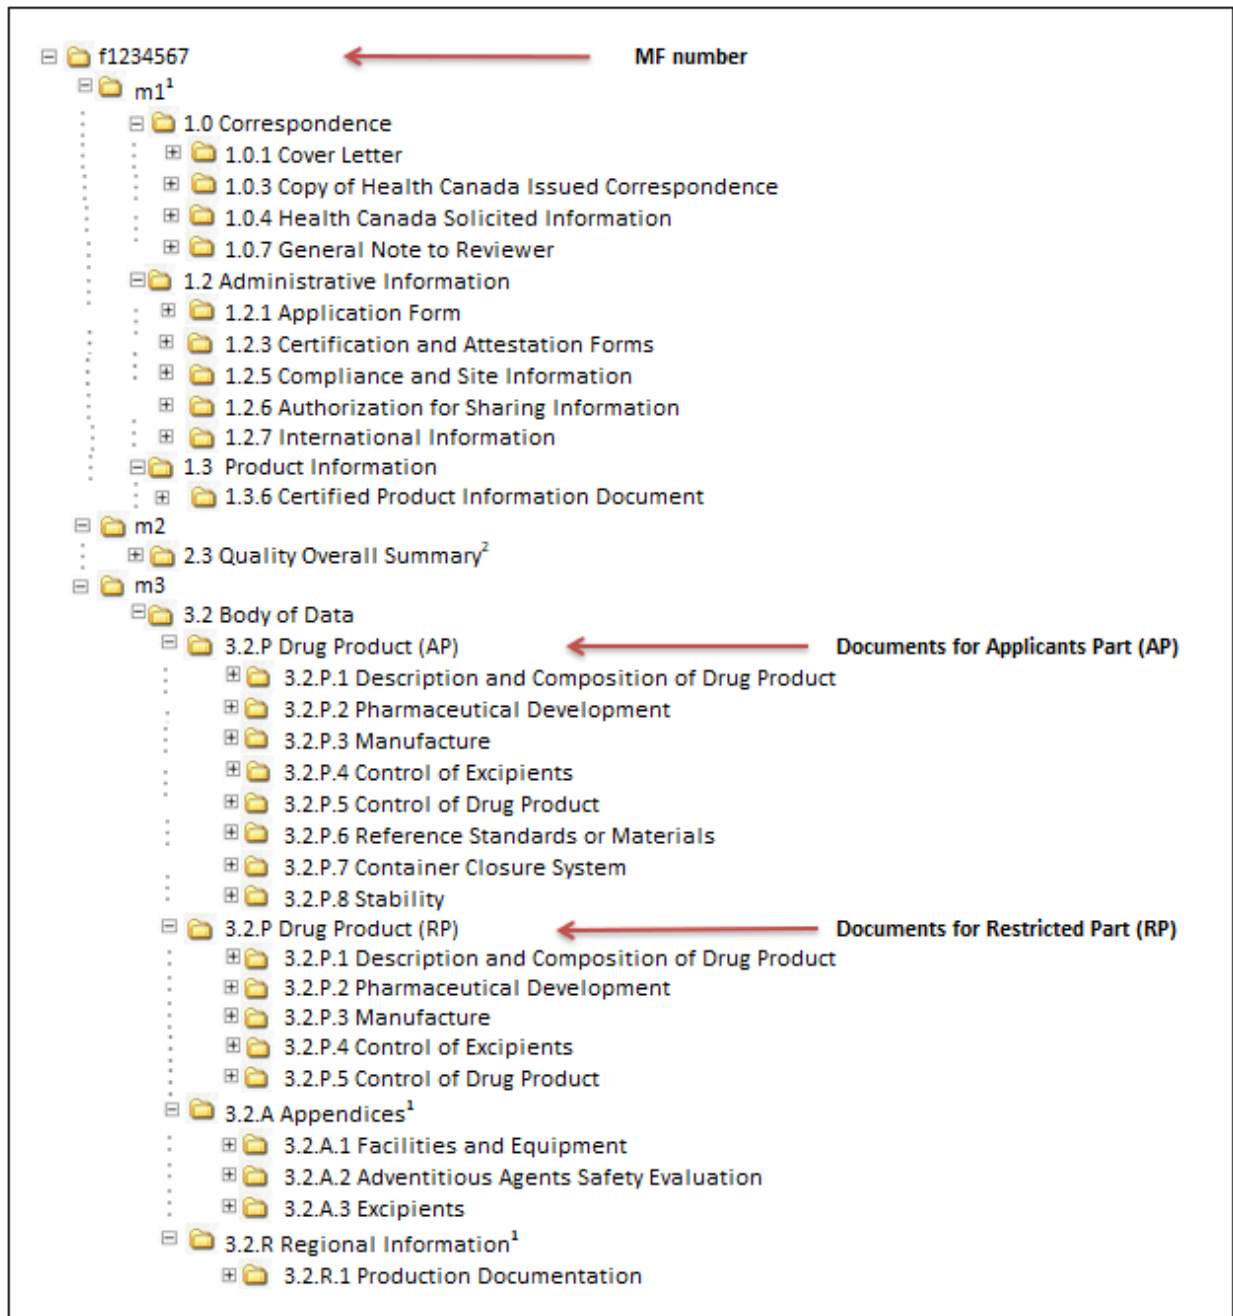 f1234567 MF number
m1¹
1.0 Correspondence
1.0.1 Cover Letter
1.0.3 Copy of Health Canada Issued Correspondence
1.0.4 Health Canada Solicited Information
1.0.7 General Note to Reviewer
1.2 Administrative Information
1.2.1 Application Form
1.2.3 Certification and Attestation Forms
1.2.5 Compliance and Site Information
1.2.6 Authorization for Sharing Information
1.2.7 International Information
1.3 Product Information
1.3.6 Certified Product Information Document
m2
2.3 Quality Overall Summary²
m3
3.2 Body of Data
3.2.P Drug Product (AP) Documents for Applicants Part (AP)
3.2.P.1 Description and Composition of Drug Product
3.2.P.2 Pharmaceutical Development
3.2.P.3 Manufacture
3.2.P.4 Control of Excipients
3.2.P.5 Control of Drug Product
3.2.P.6 Reference Standards or Materials
3.2.P.7 Container Closure System
3.2.P.8 Stability
3.2.P Drug Product (RP) Documents for Restricted Part (RP)
3.2.P.1 Description and Composition of Drug Product
3.2.P.2 Pharmaceutical Development
3.2.P.3 Manufacture
3.2.P.4 Control of Excipients
3.2.P.5 Control of Drug Product
3.2.A Appendices¹
3.2.A.1 Facilities and Equipment
3.2.A.2 Adventitious Agents Safety Evaluation
3.2.A.3 Excipients
3.2.R Regional Information¹
3.2.R.1 Production Documentation